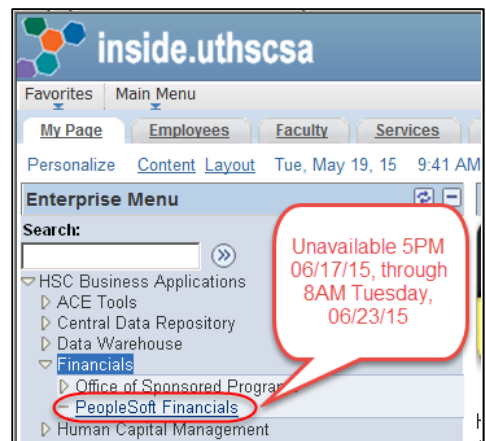 inside.uthscsa
Favorites Main Menu
My Page Employees Faculty Services
Personalize Content Layout Tue, May 19, 15 9:41 AM
Enterprise Menu
Search:
HSC Business Applications
ACE Tools
Central Data Repository
Data Warehouse
Financials
Office of Sponsored
PeopleSoft Financials
Human Capital Management
Unavailable 5PM
06/17/15, through
8AM Tuesday,
06/23/15